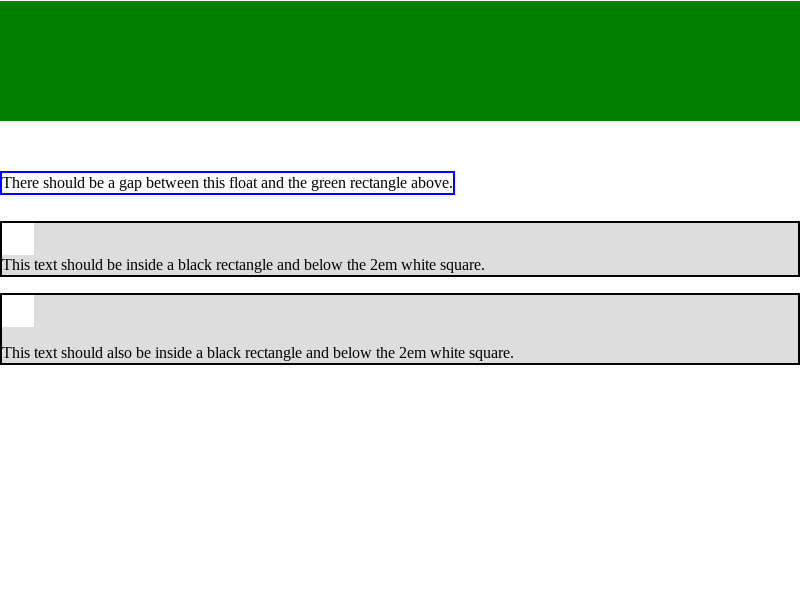 There should be a gap between this float and the green rectangle above.
This text should be inside a black rectangle and below the 2em white square.
This text should also be inside a black rectangle and below the 2em white square.